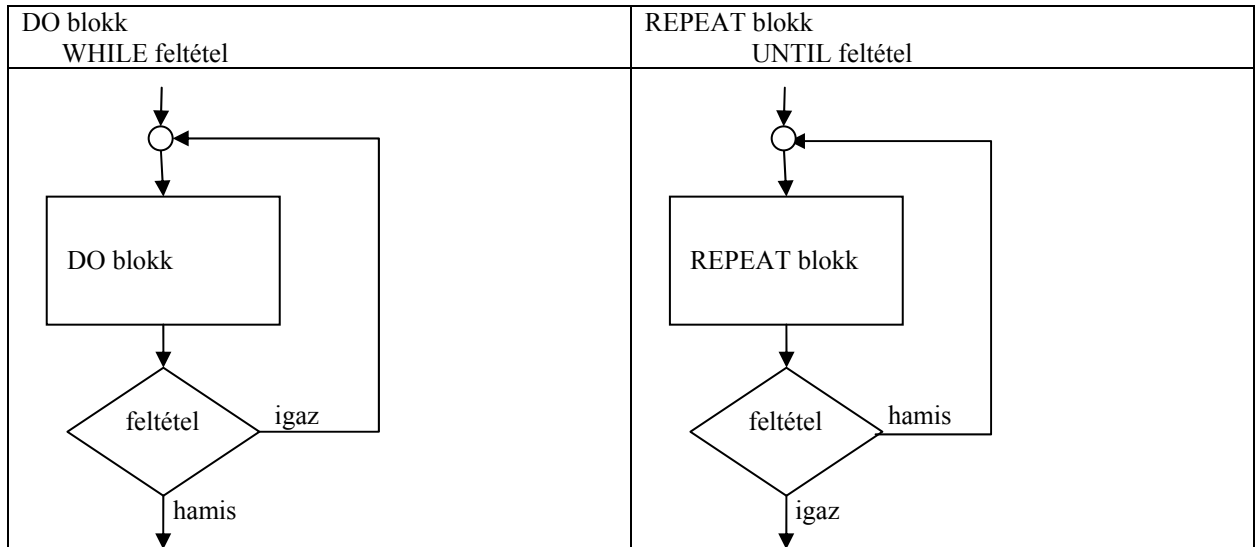 DO blokk
WHILE feltétel
REPEAT blokk
UNTIL feltétel
DO blokk
feltétel
igaz
hamis
REPEAT blokk
feltétel
hamis
igaz